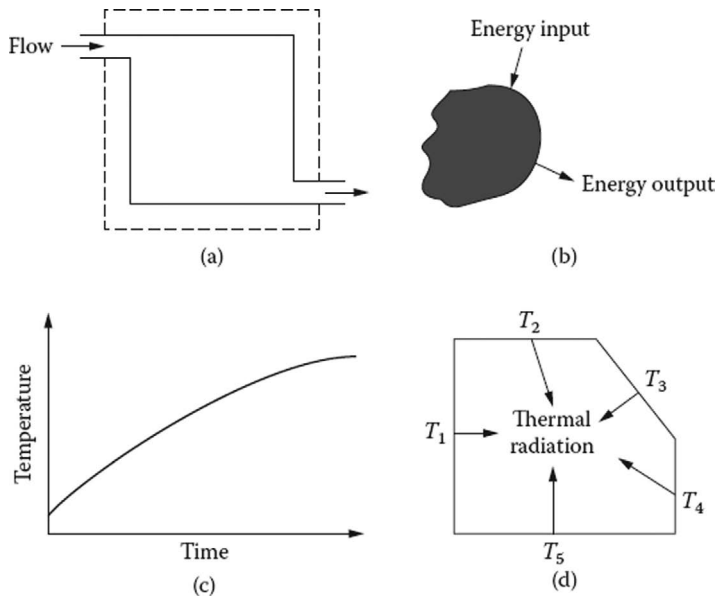 Flow
(a)
Energy input
Energy output
(b)
Temperature
Time
(c)
T₂
T₃
T₁
Thermal
radiation
T₄
T₅
(d)